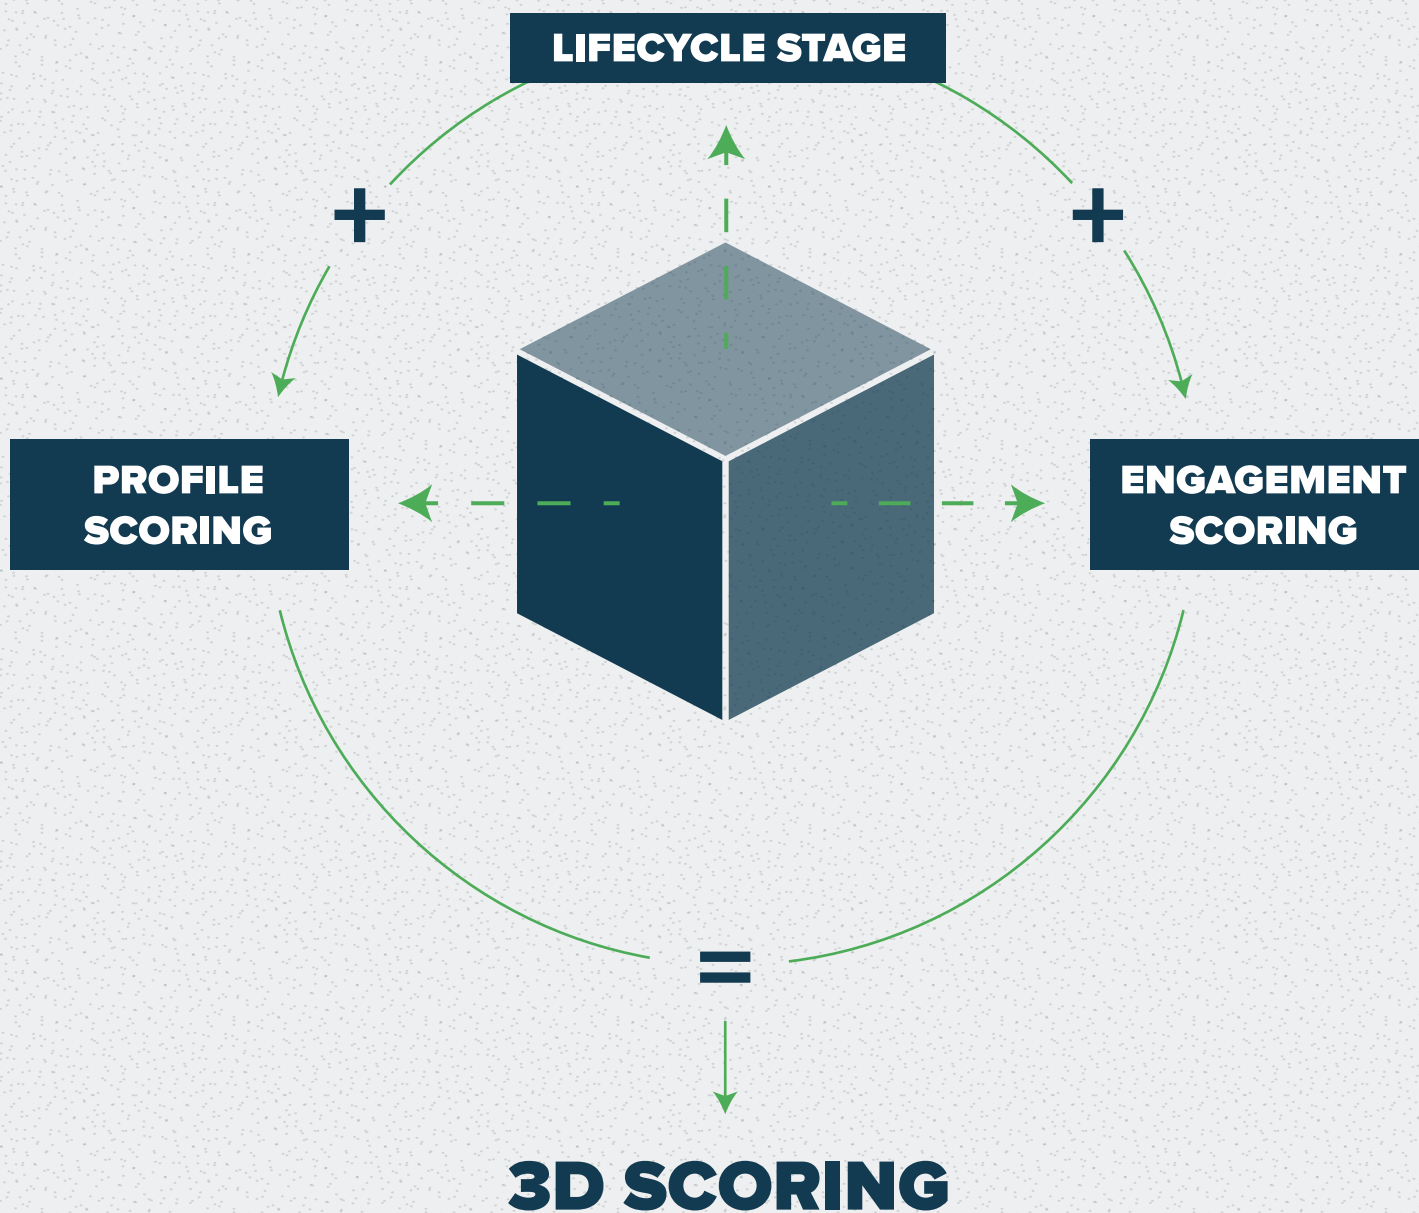 LIFECYCLE STAGE
+
+
PROFILE
SCORING
ENGAGEMENT
SCORING
=
3D SCORING